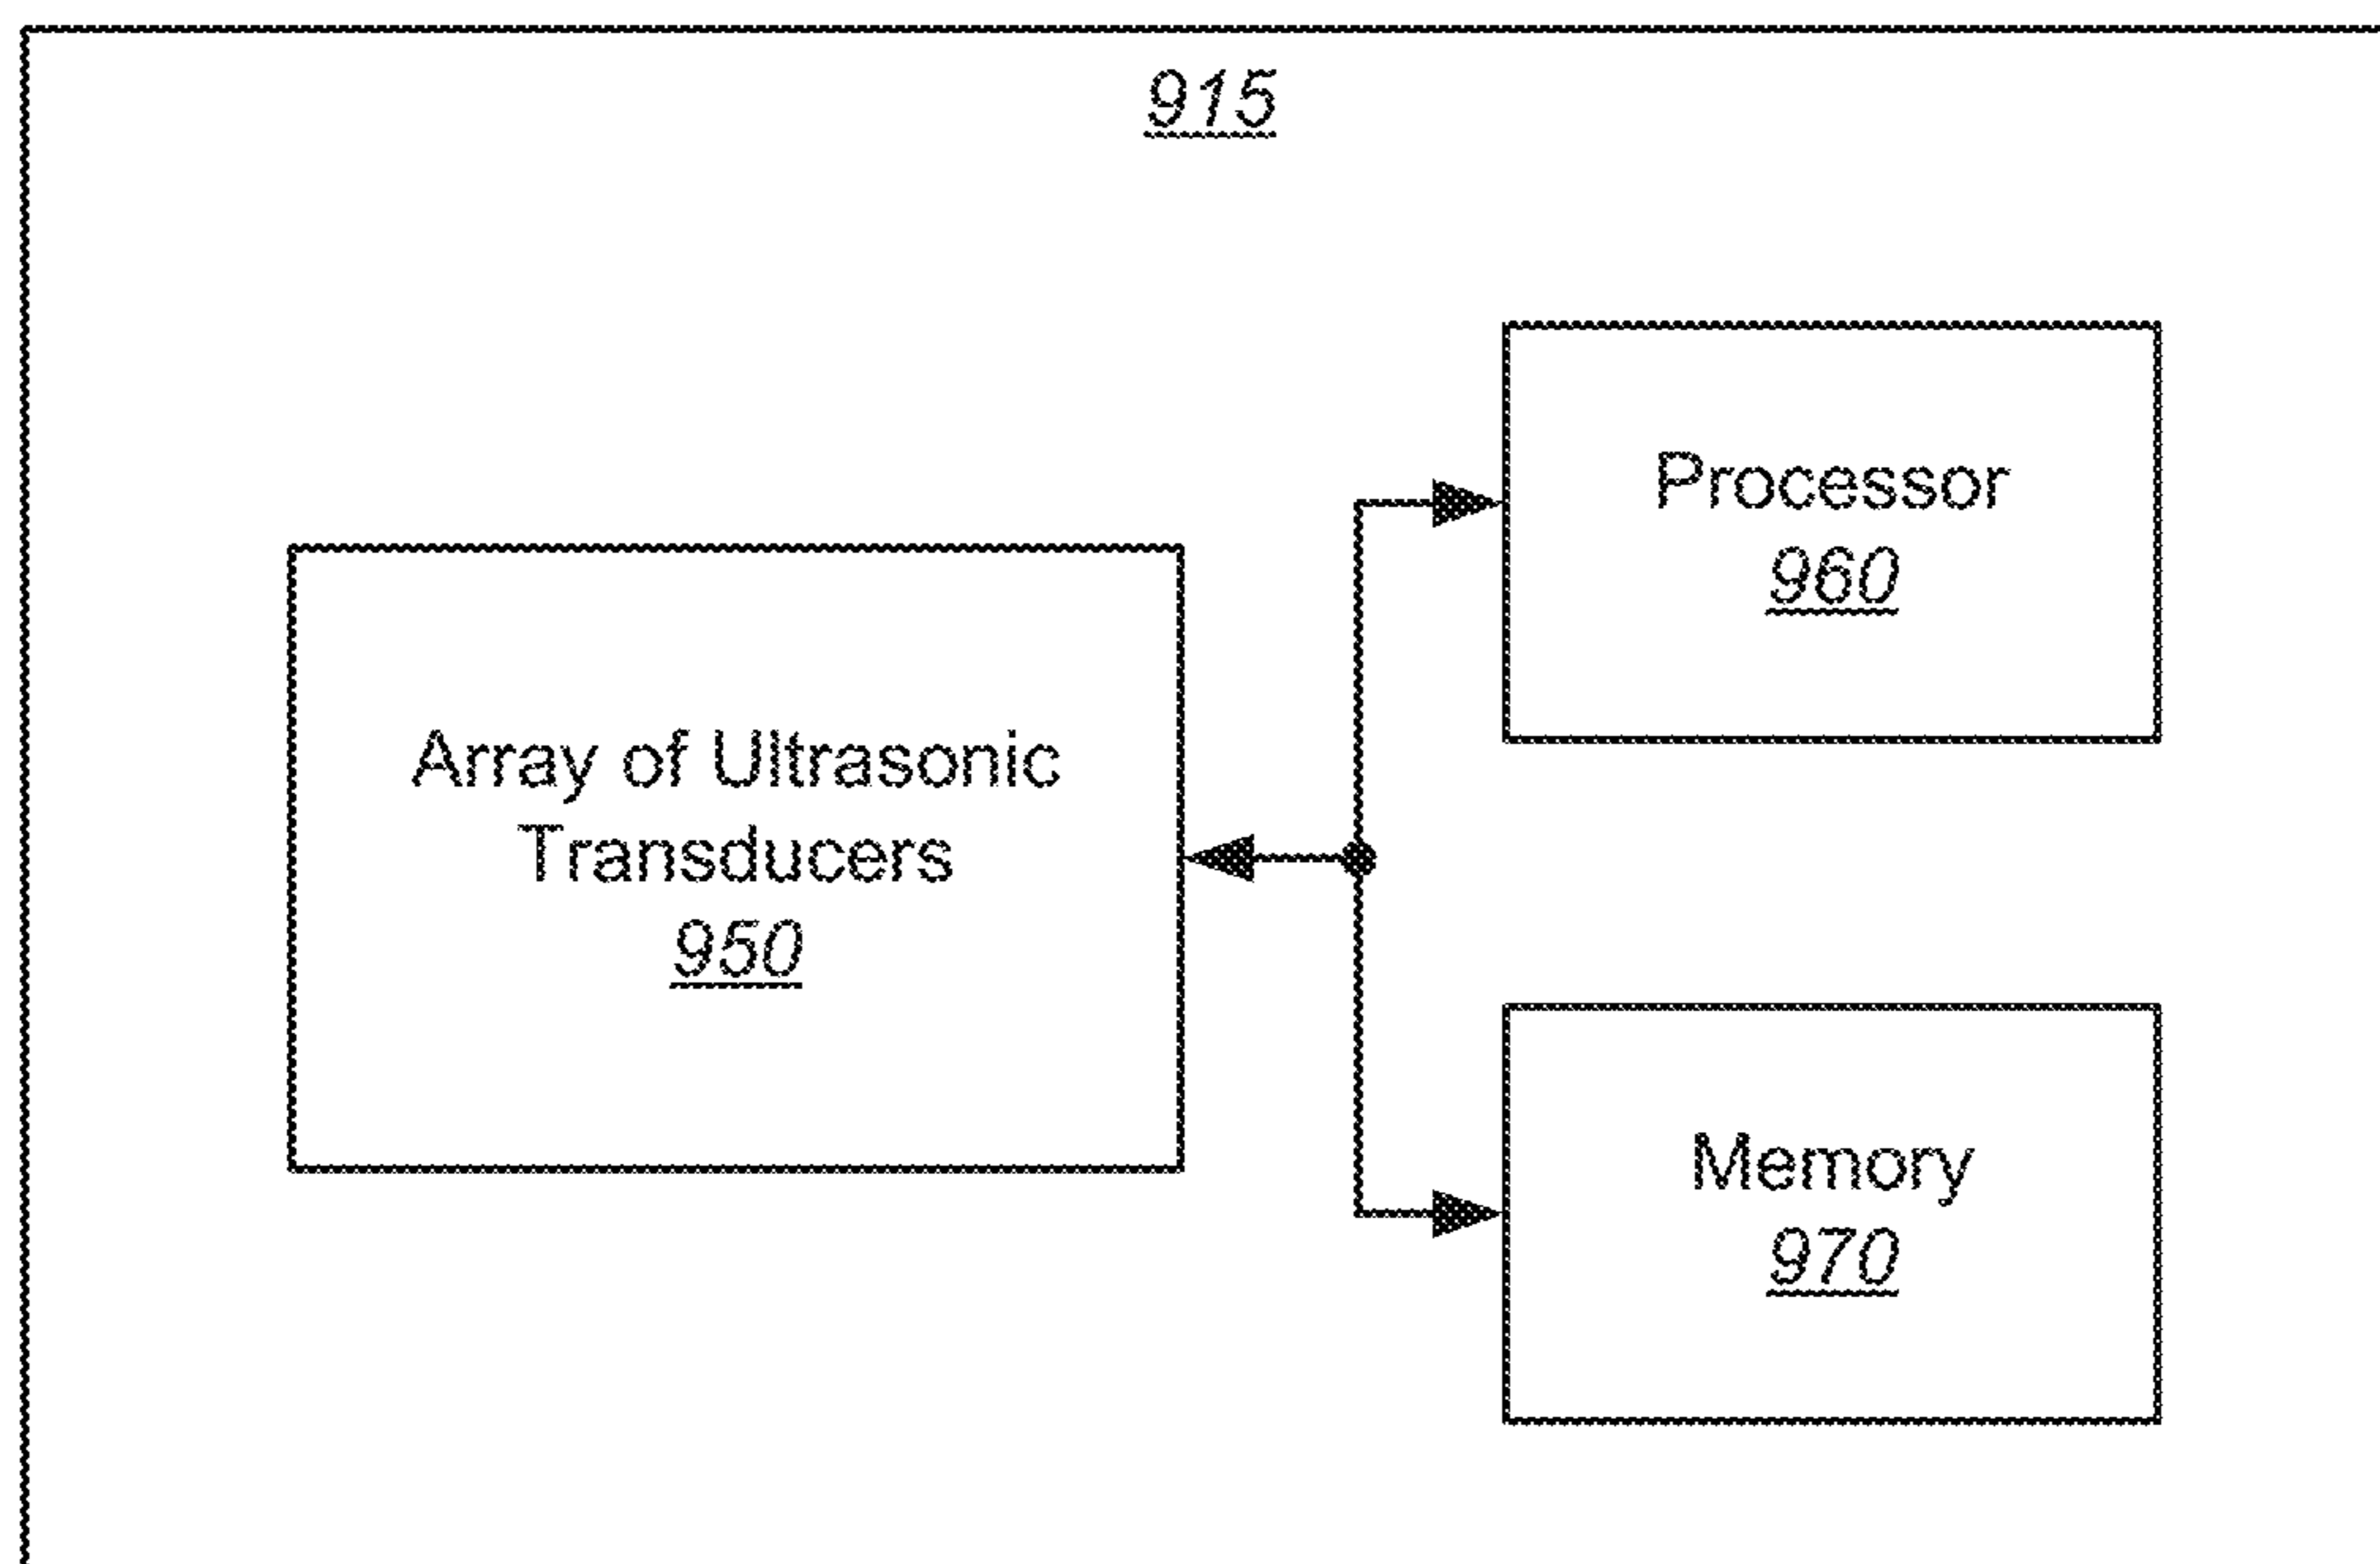 915
Processor
960
Array of Ultrasonic
Transducers
950
Memory
970